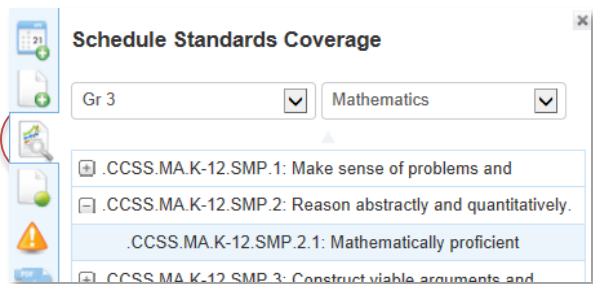 Schedule Standards Coverage
Gr 3
Mathematics
.CCSS.MA.K-12.SMP.1: Make sense of problems and
.CCSS.MA.K-12.SMP.2: Reason abstractly and quantitatively.
.CCSS.MA.K-12.SMP.2.1: Mathematically proficient
.CCSS.MA.K-12.SMP.3: Construct viable arguments and
21
PDF